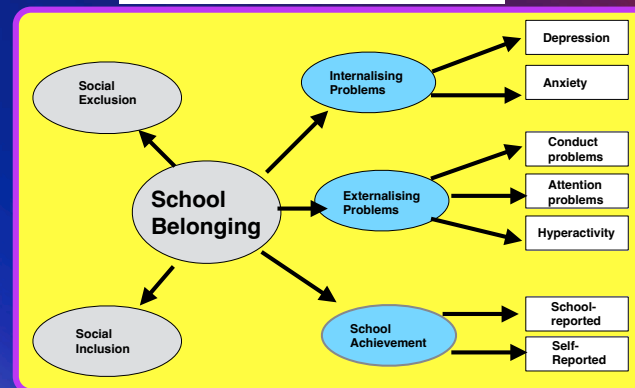 Social
Exclusion
School
Belonging
Social
Inclusion
Internalising
Problems
Depression
Anxiety
Externalising
Problems
Conduct
problems
Attention
problems
Hyperactivity
School
Achievement
School-
reported
Self-
Reported